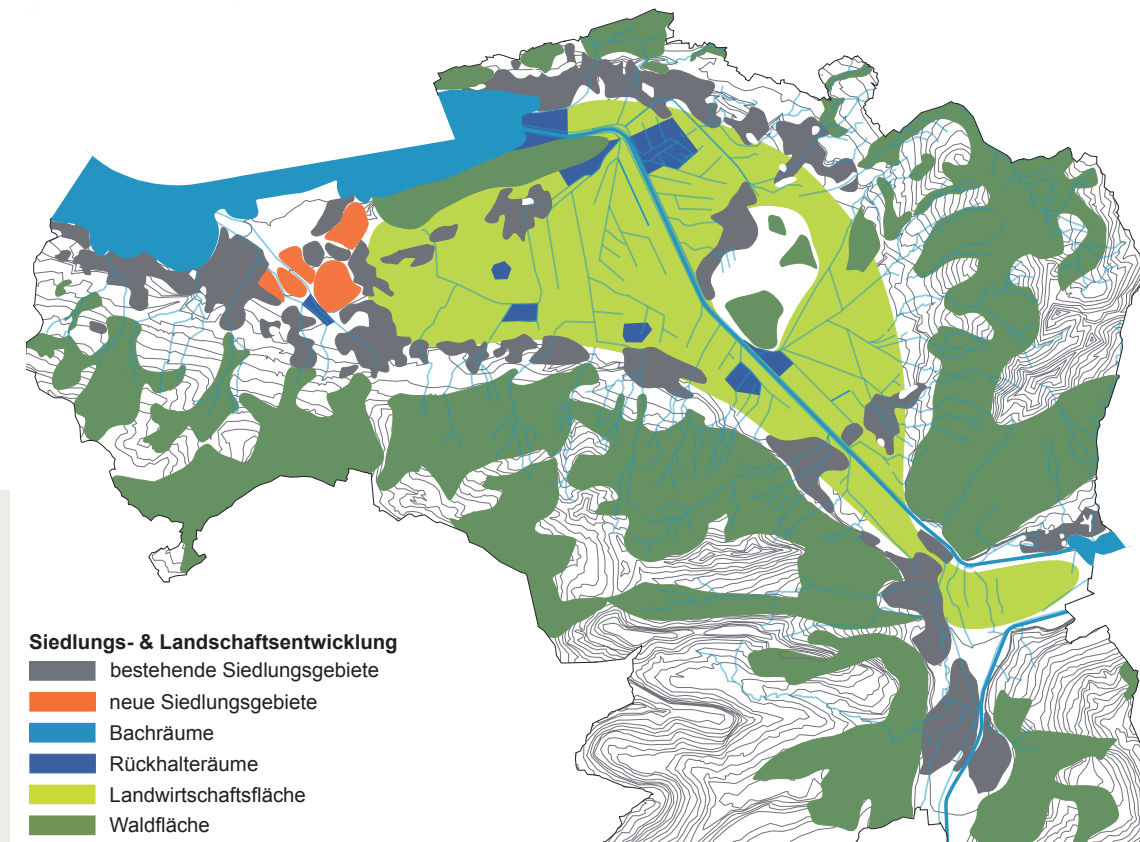 Siedlungs- & Landschaftsentwicklung
bestehende Siedlungsgebiete
neue Siedlungsgebiete
Bachräume
Rückhalteräume
Landwirtschaftsfläche
Waldfläche